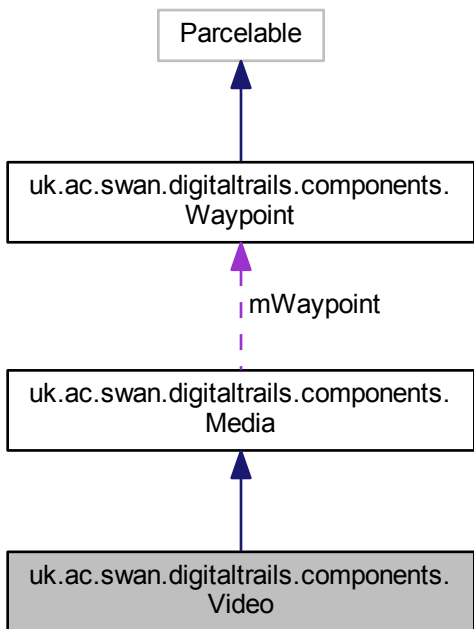 Parcelable
uk.ac.swan.digitaltrails.components.
Waypoint
mWaypoint
uk.ac.swan.digitaltrails.components.
Media
uk.ac.swan.digitaltrails.components.
Video